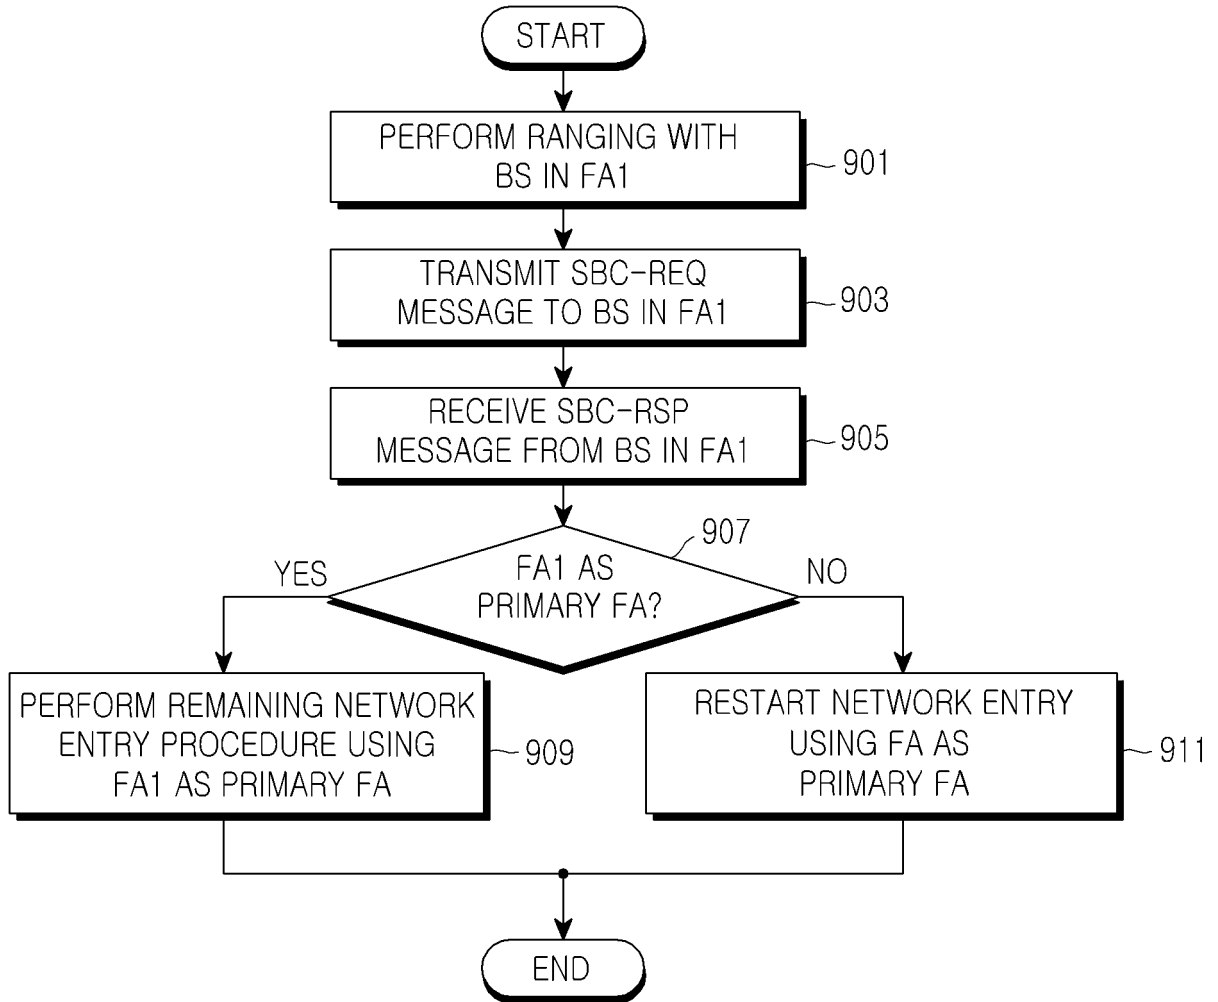 START
PERFORM RANGING WITH
BS IN FA1
901
TRANSMIT SBC-REQ
MESSAGE TO BS IN FA1
903
RECEIVE SBC-RSP
MESSAGE FROM BS IN FA1
905
907
FA1 AS
PRIMARY FA?
YES
NO
PERFORM REMAINING NETWORK
ENTRY PROCEDURE USING
FA1 AS PRIMARY FA
909
RESTART NETWORK ENTRY
USING FA AS
PRIMARY FA
911
END